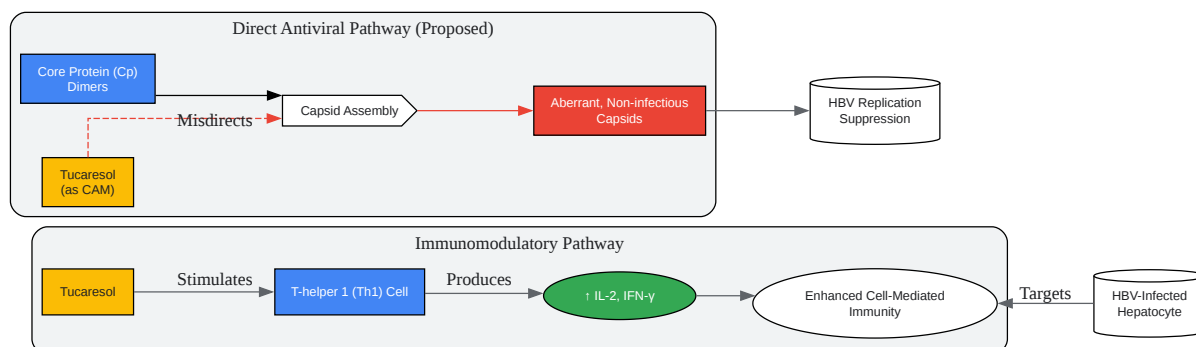 Direct Antiviral Pathway (Proposed)
Core Protein (Cp)
Dimers
Capsid Assembly
Aberrant, Non-infectious
Capsids
HBV Replication
Suppression
Misdirects
Tucaresol
(as CAM)
Immunomodulatory Pathway
Tucaresol
Stimulates
T-helper 1 (Th1) Cell
Produces
↑ IL-2, IFN-γ
Enhanced Cell-Mediated
Immunity
Targets
HBV-Infected
Hepatocyte